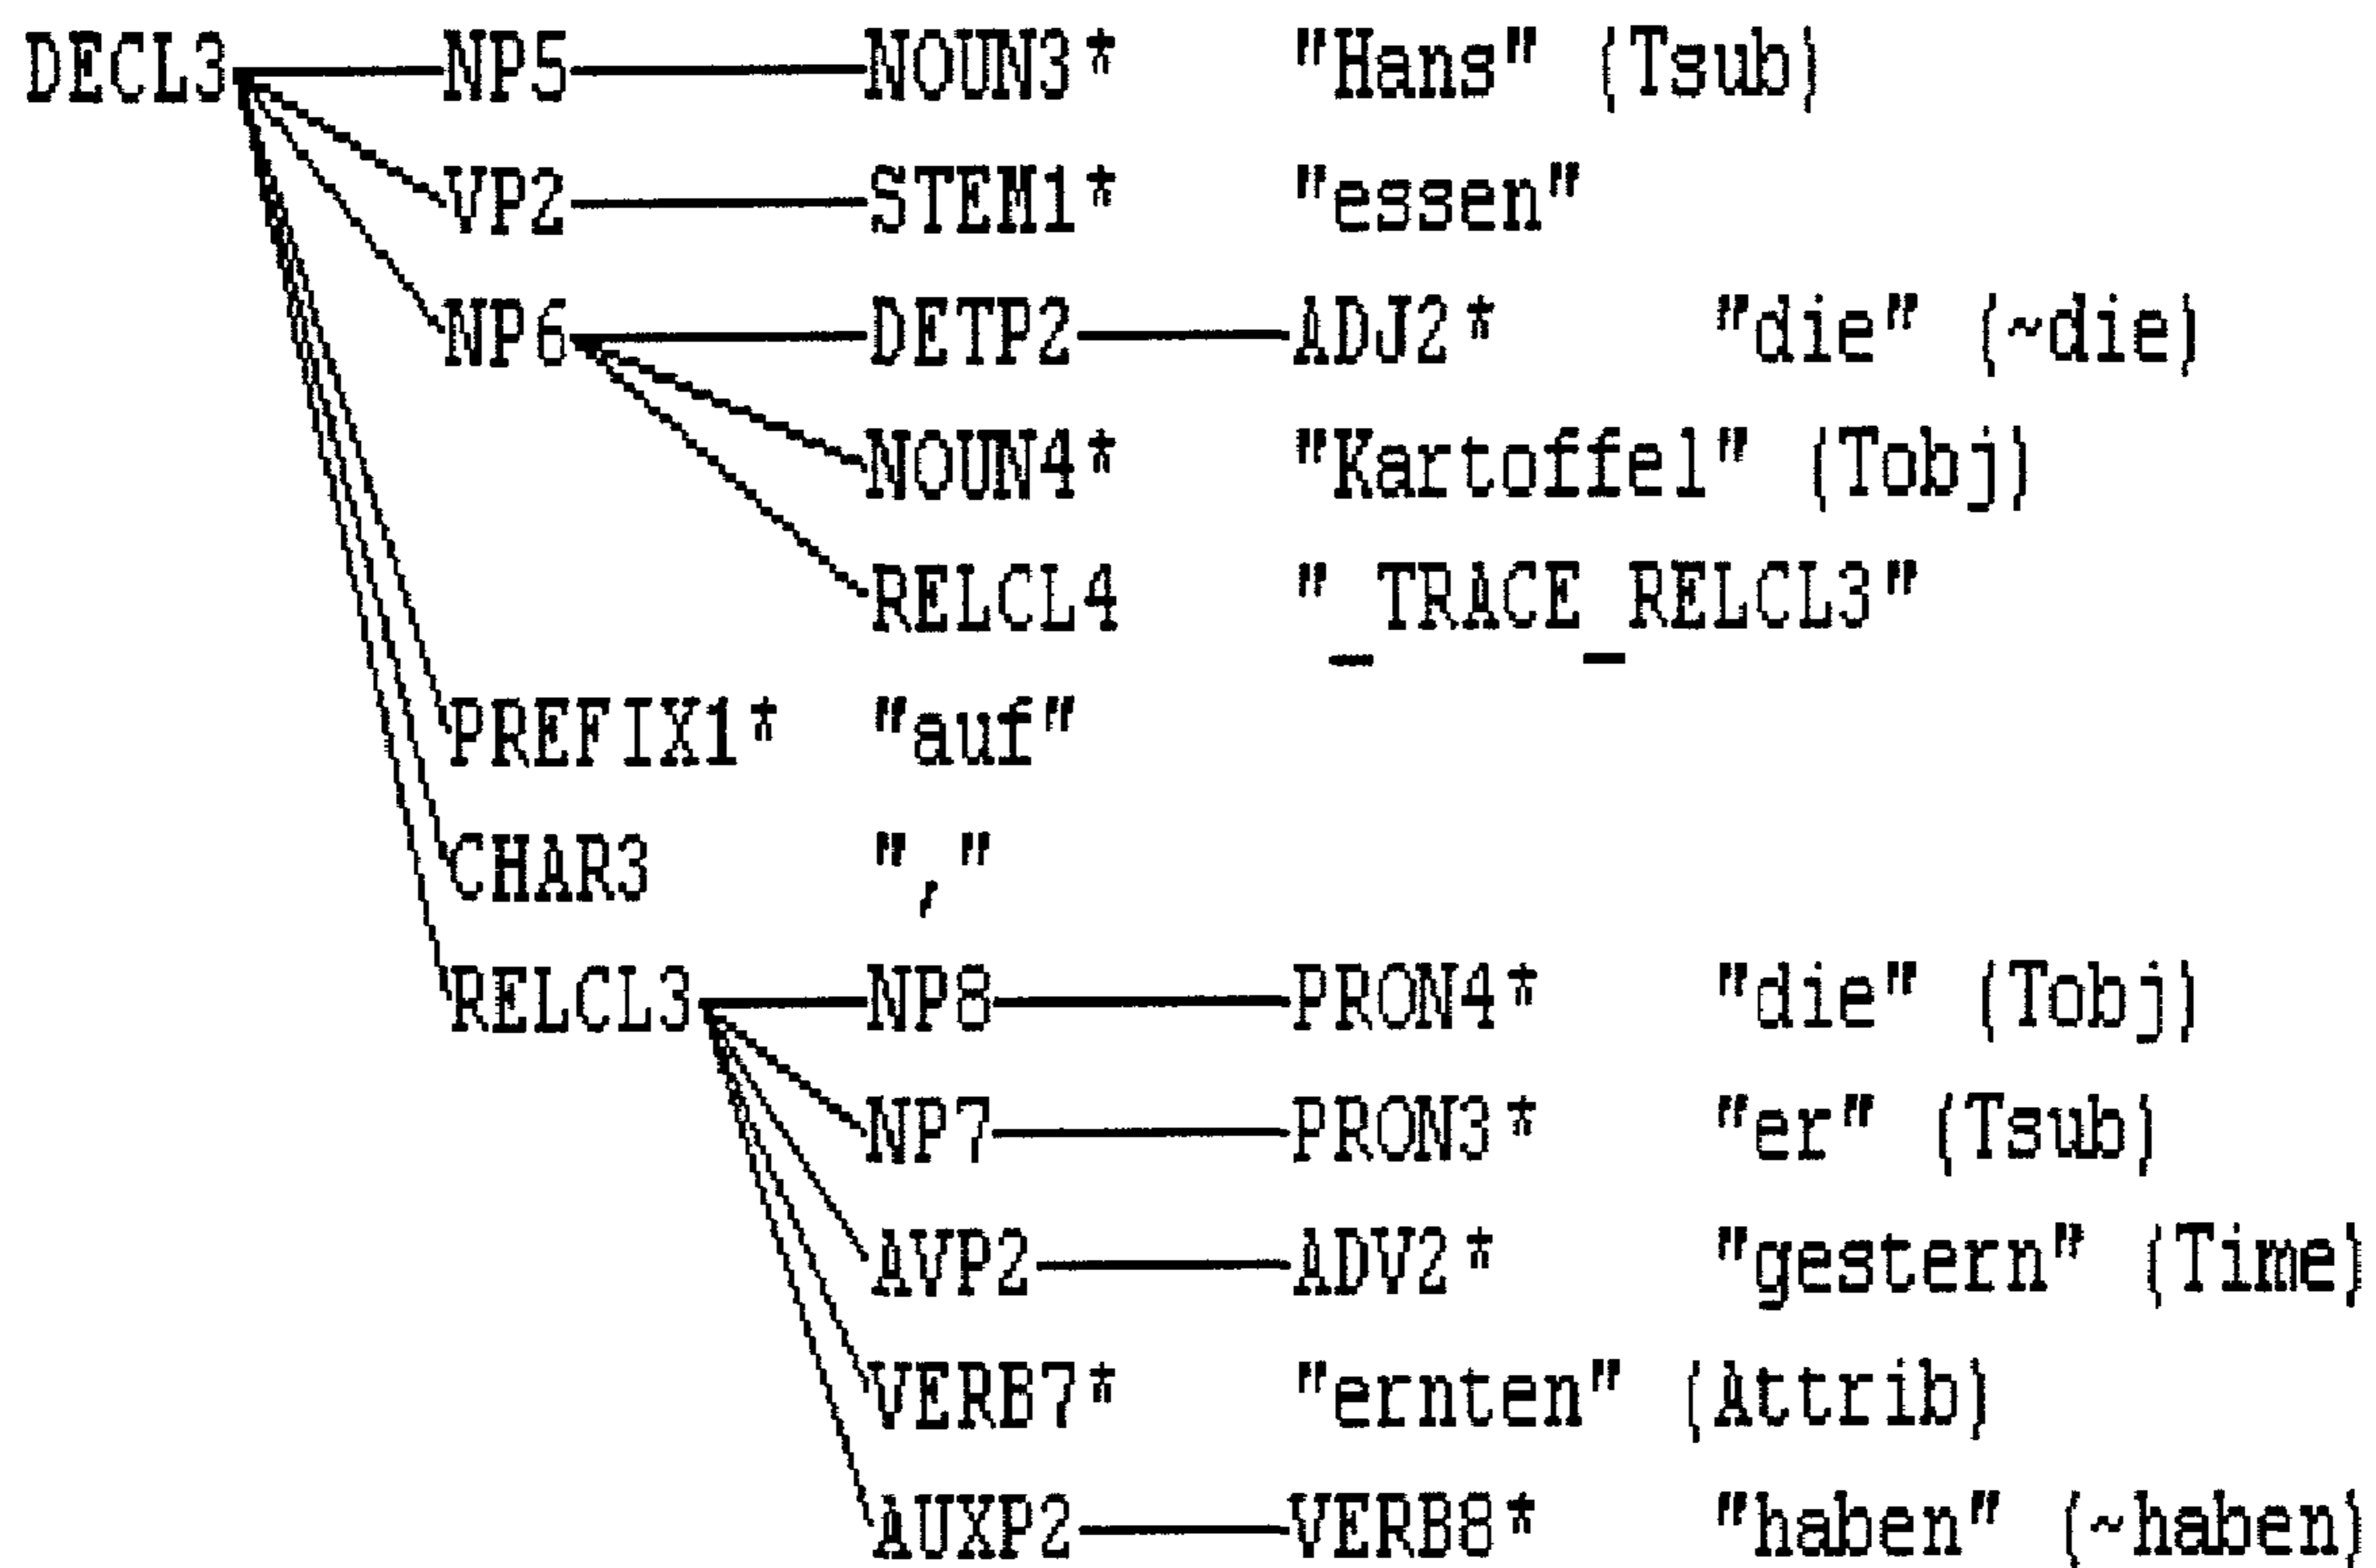 DECL3 NP5 NOUN3* "Hans" (Tsub)
VP2 STEM1* "essen"
NP6 DETP2 ADJ2* "die" (~die)
NOUN4* "Kartoffel" (Tobj)
RELCL4 "_TRACE_RELCL3"
PREFIX1* "auf"
CHAR3 ","
RELCL3 NP8 PRON4* "die" (Tobj)
NP7 PRON3* "er" (Tsub)
AVP2 ADV2* "gestern" (Time)
VERB7* "ernten" (Attrib)
AUXP2 VERB8* "haben" (~haben)